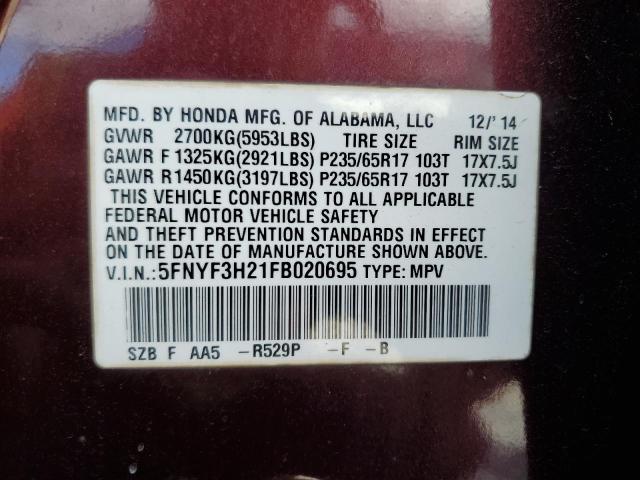 MFD. BY HONDA MFG. OF ALABAMA, LLC 12/'14
GVWR 2700KG(5953LBS) TIRE SIZE RIM SIZE
GAWR F 1325KG(2921LBS) P235/65R17 103T 17X7.5J
GAWR R1450KG(3197LBS) P235/65R17 103T 17X7.5J
THIS VEHICLE CONFORMS TO ALL APPLICABLE
FEDERAL MOTOR VEHICLE SAFETY
AND THEFT PREVENTION STANDARDS IN EFFECT
ON THE DATE OF MANUFACTURE SHOWN ABOVE.
V.I.N.:5FNYF3H21FB020695 TYPE: MPV
SZB F AA5 -R529P -F -B